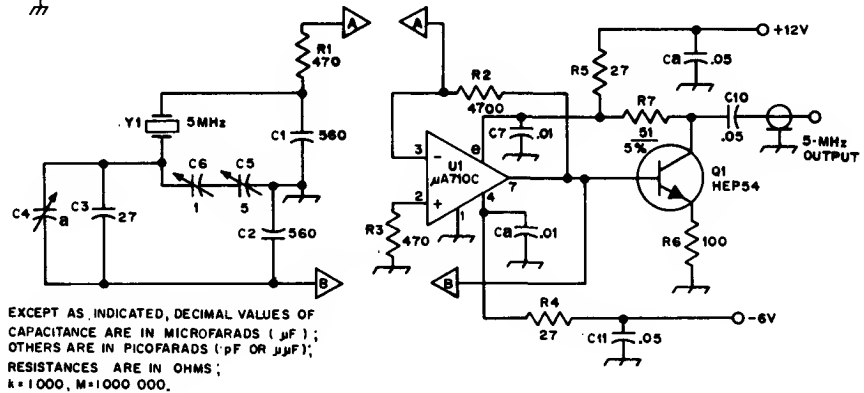 A
A
R1
470
Y1
5MHz
C1
560
C6
1
C5
5
C4
a
C3
27
C2
560
B
R2
4700
3
−
U1
μA710C
2
+
8
7
4
1
C7
.01
R3
470
Ca
.01
B
R5
27
+12V
Ca
.05
R7
51
5%
C10
.05
5-MHz
OUTPUT
Q1
HEP54
R6
100
R4
27
C11
.05
−6V
EXCEPT AS INDICATED, DECIMAL VALUES OF
CAPACITANCE ARE IN MICROFARADS ( μF ) ;
OTHERS ARE IN PICOFARADS ( pF OR μμF);
RESISTANCES ARE IN OHMS;
k=1000, M=1000 000.